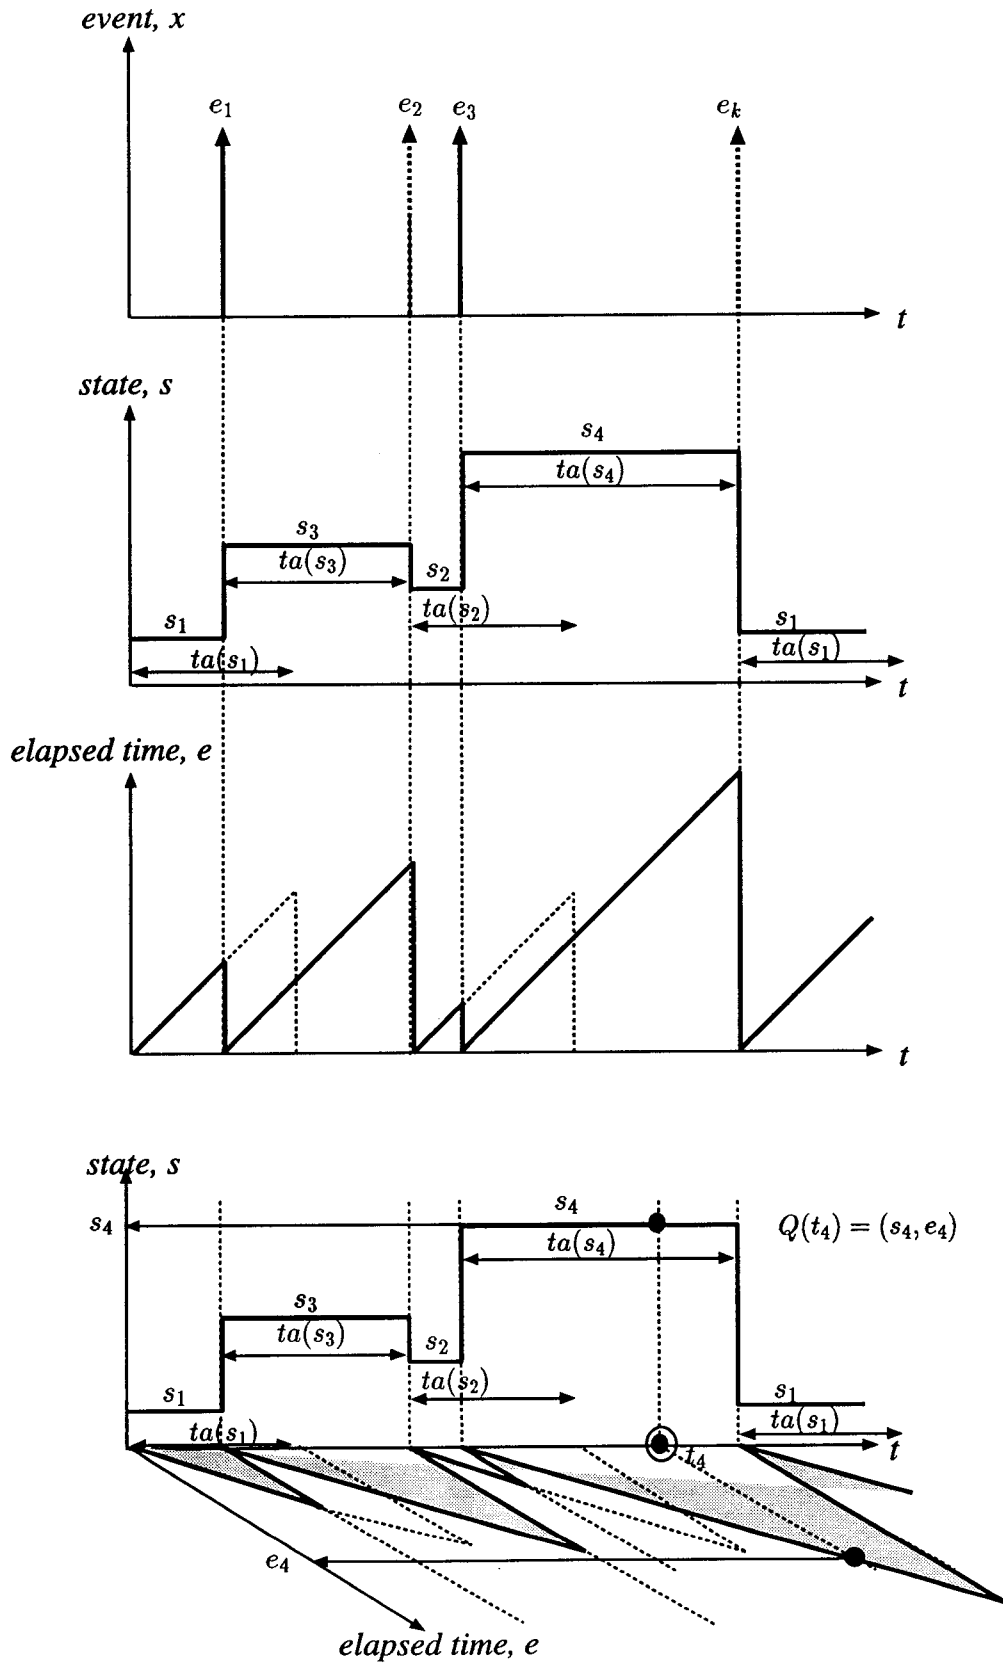 event, x
e₁ e₂ e₃ eₖ
t
state, s
s₄
ta(s₄)
s₃
ta(s₃)
s₂
ta(s₂)
s₁ s₁
ta(s₁) ta(s₁)
t
elapsed time, e
t
state, s
s₄ s₄ Q(t₄) = (s₄, e₄)
ta(s₄)
s₃
ta(s₃) s₂
ta(s₂)
s₁ s₁
ta(s₁) ta(s₁)
t₄ t
e₄
elapsed time, e